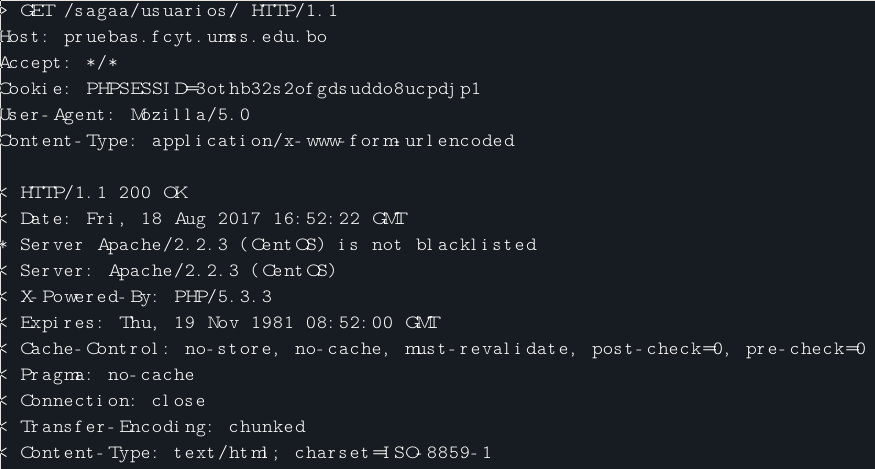 > GET /sagaa/usuarios/ HTTP/1.1
Host: pruebas.fcyt.umss.edu.bo
Accept: */*
Cookie: PHPSESSID=3othb32s2ofgdsuddo8ucpdjp1
User-Agent: Mozilla/5.0
Content-Type: application/x-www-form-urlencoded
< HTTP/1.1 200 OK
< Date: Fri, 18 Aug 2017 16:52:22 GMT
* Server Apache/2.2.3 (CentOS) is not blacklisted
< Server: Apache/2.2.3 (CentOS)
< X-Powered-By: PHP/5.3.3
< Expires: Thu, 19 Nov 1981 08:52:00 GMT
< Cache-Control: no-store, no-cache, must-revalidate, post-check=0, pre-check=0
< Pragma: no-cache
< Connection: close
< Transfer-Encoding: chunked
< Content-Type: text/html; charset=ISO-8859-1